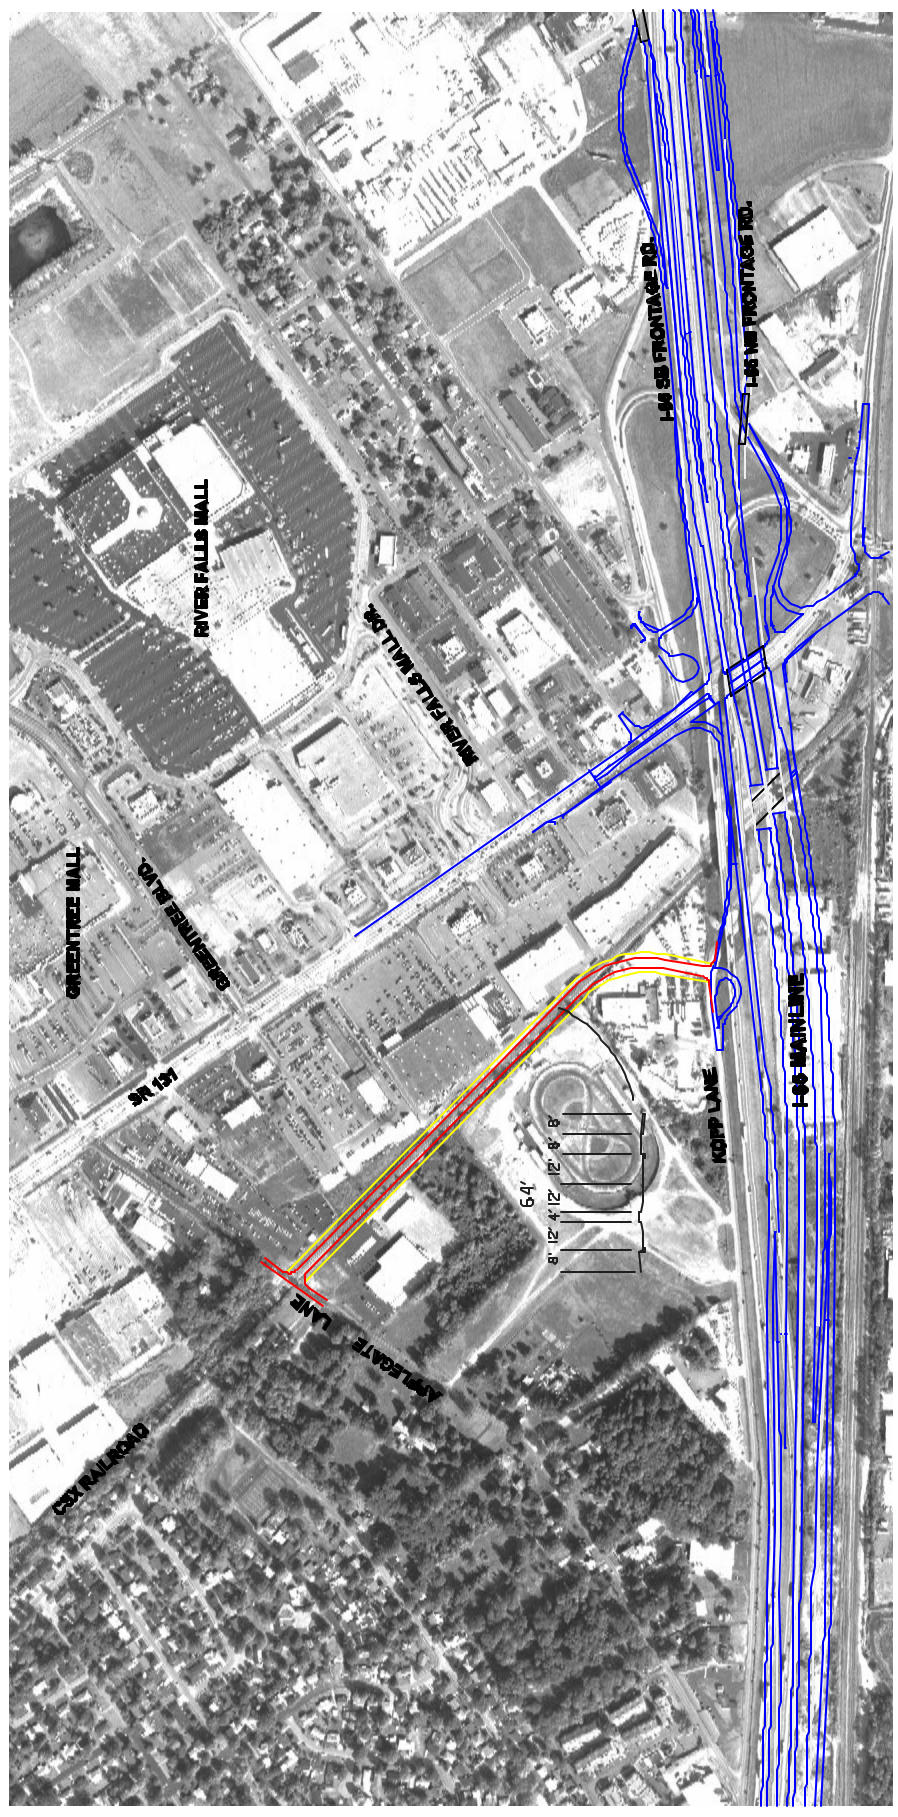 I-65 SB FRONTAGE RD.
I-65 NB FRONTAGE RD.
RIVER FALLS MALL
RIVER FALLS MALL DR.
GREENTREE MALL
GREENTREE BLVD.
SR 131
I-65 MAINLINE
KOPP LANE
64'
8' 12' 4' 12' 12' 8' 8'
APPLEGATE LANE
CSX RAILROAD